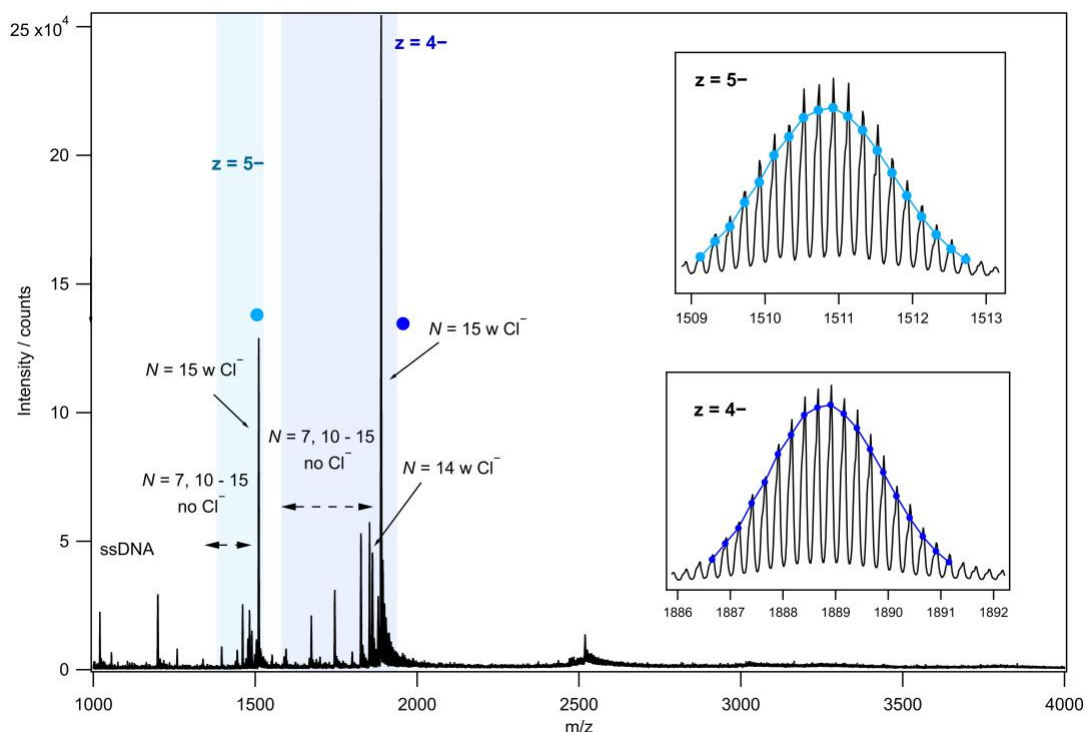 25 x10⁴
20
15
10
5
0
Intensity / counts
1000
1500
2000
2500
3000
3500
4000
m/z
z = 5−
z = 4−
N = 15 w Cl⁻
N = 7, 10 - 15
no Cl⁻
ssDNA
N = 15 w Cl⁻
N = 7, 10 - 15
no Cl⁻
N = 14 w Cl⁻
z = 5−
1509
1510
1511
1512
1513
z = 4−
1886
1887
1888
1889
1890
1891
1892